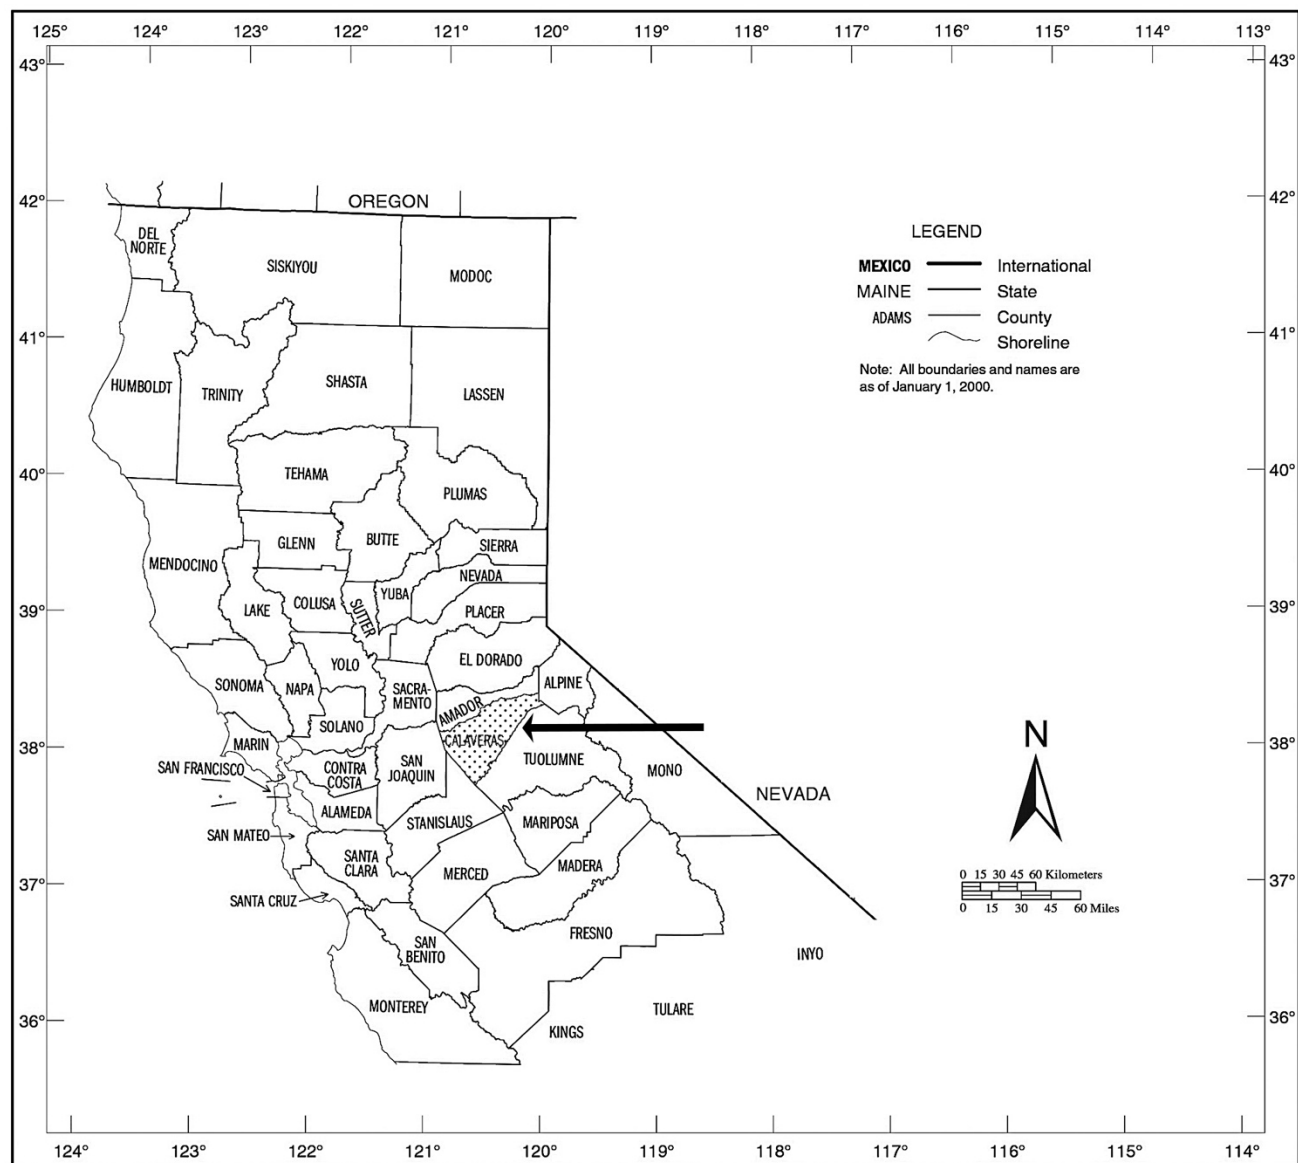 125° 124° 123° 122° 121° 120° 119° 118° 117° 116° 115° 114° 113°
43° 43°
42° 42°
OREGON
LEGEND
MEXICO International
MAINE State
ADAMS County
Shoreline
Note: All boundaries and names are
as of January 1, 2000.
DEL
NORTE
SISKIYOU
MODOC
41° 41°
HUMBOLDT
TRINITY
SHASTA
LASSEN
40° 40°
TEHAMA
PLUMAS
GLENN
BUTTE
SIERRA
MENDOCINO
NEVADA
YUBA
COLUSA
SUTTER
LAKE
PLACER
39° 39°
YOLO
EL DORADO
SONOMA
NAPA
SACRA-
MENTO
ALPINE
AMADOR
SOLANO
CALAVERAS
MARIN
38° 38°
SAN FRANCISCO
CONTRA
COSTA
SAN
JOAQUIN
TUOLUMNE
MONO
N
NEVADA
ALAMEDA
STANISLAUS
MARIPOSA
SAN MATEO
SANTA
CLARA
MERCED
MADERA
37° 37°
0 15 30 45 60 Kilometers
0 15 30 45 60 Miles
SANTA CRUZ
FRESNO
SAN
BENITO
INYO
MONTEREY
TULARE
KINGS
36° 36°
124° 123° 122° 121° 120° 119° 118° 117° 116° 115° 114°